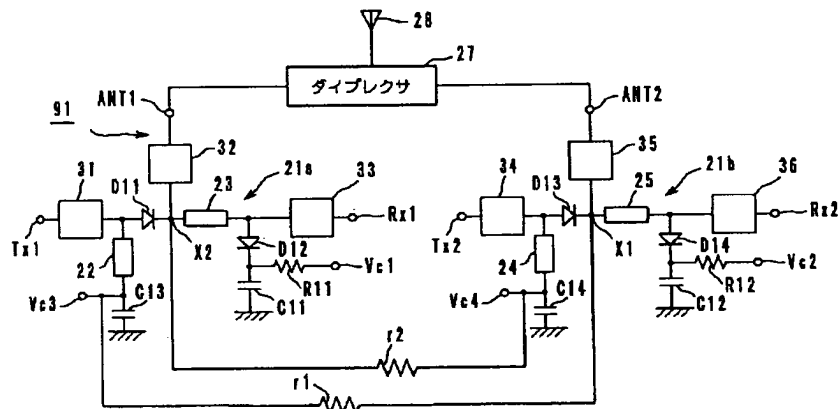 28
27
ダイプレクサ
ANT1
ANT2
91
32
35
31
D11
23
21a
33
34
D13
25
21b
36
Tx1
X2
Rx1
Tx2
X1
Rx2
22
D12
24
D14
R11
Vc1
R12
Vc2
Vc3
C13
C11
Vc4
C14
C12
r2
r1